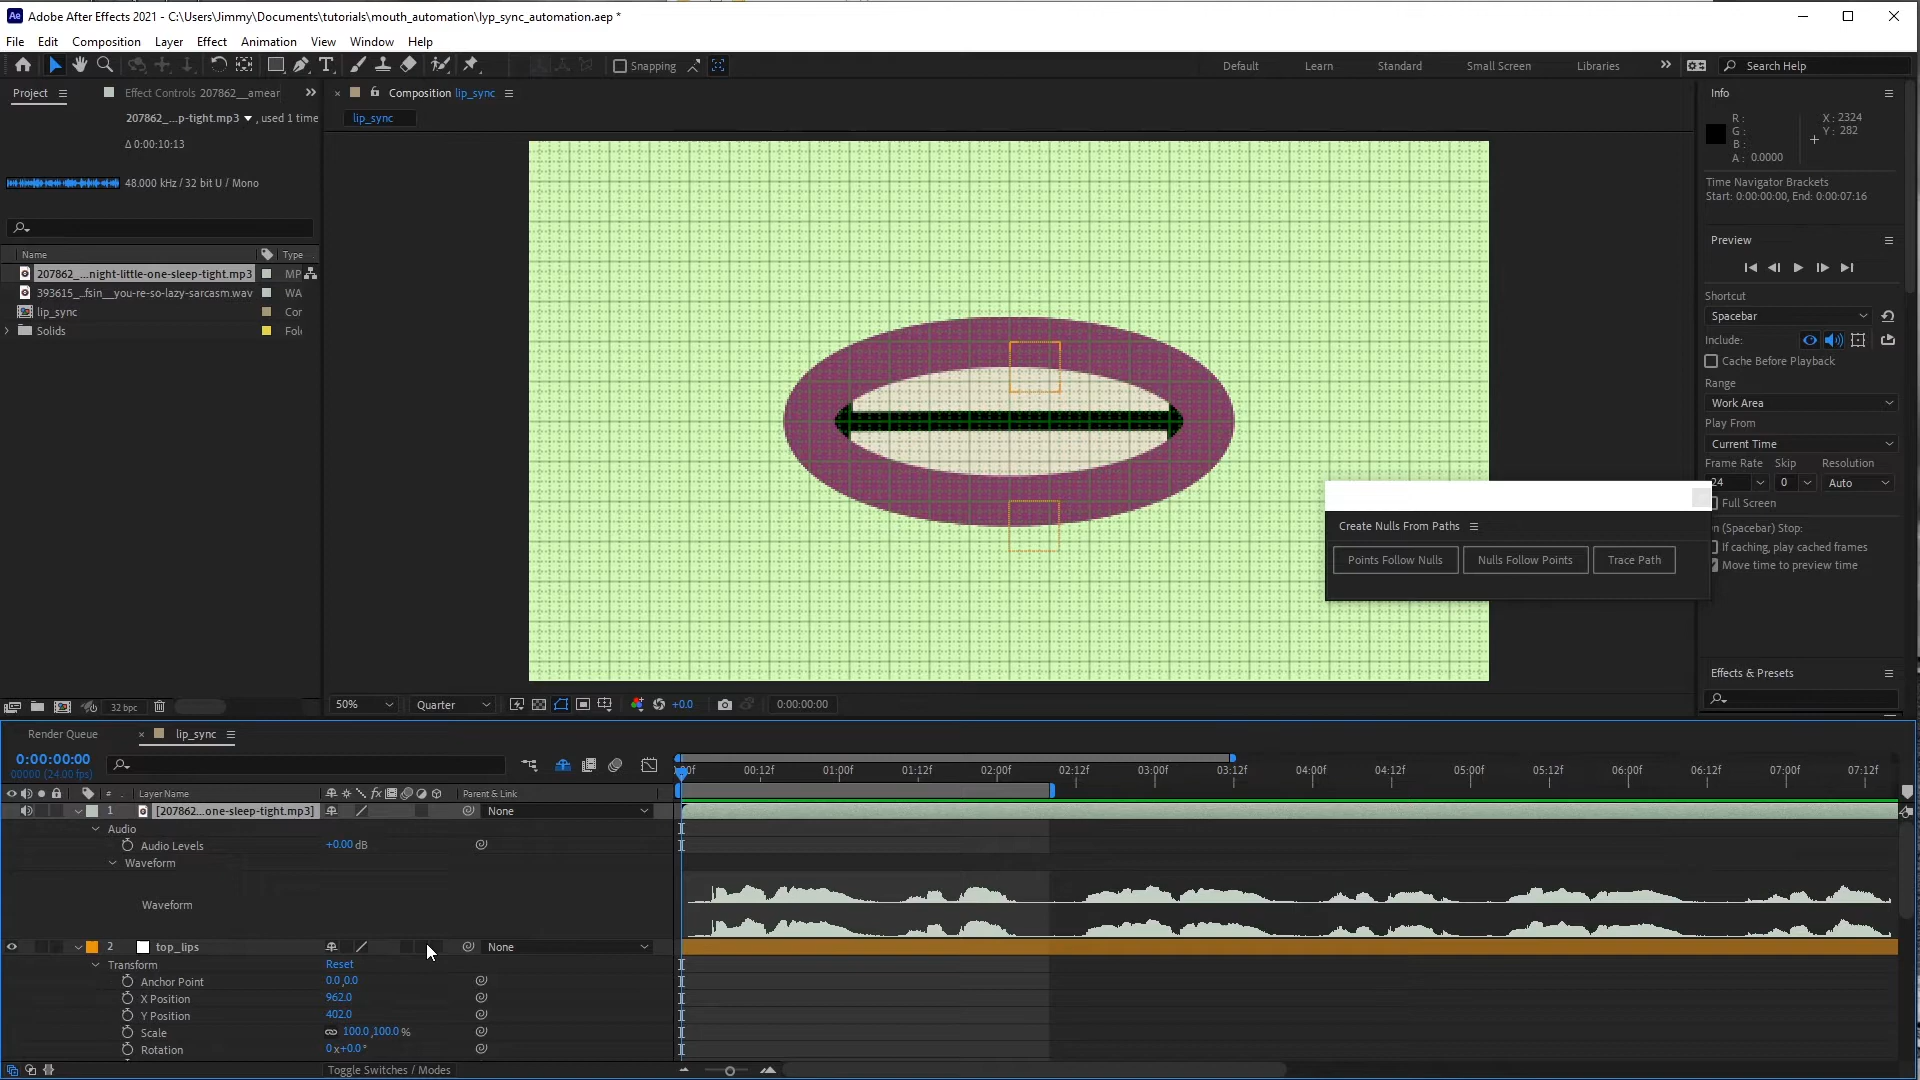 Adobe After Effects 2021 - C:\Users\Jimmy\Documents\tutorials\mouth_automation\lyp_sync_automation.aep *
File Edit Composition Layer Effect Animation View Window Help
Snapping
Default Learn Standard Small Screen Libraries
Search Help
Project
Effect Controls 207862__amear
207862_...p-tight.mp3 , used 1 time
Δ 0:00:10:13
48.000 kHz / 32 bit U / Mono
Name Type
207862_...night-little-one-sleep-tight.mp3 MP
393615_...fsin__you-re-so-lazy-sarcasm.wav WA
lip_sync Cor
Solids Fol
32 bpc
Composition lip_sync
lip_sync
50% Quarter +0.0 0:00:00:00
Create Nulls From Paths
Points Follow Nulls Nulls Follow Points Trace Path
Info
R : X : 2324
G : Y : 282
B :
A : 0.0000
Time Navigator Brackets
Start: 0:00:00:00, End: 0:00:07:16
Preview
Shortcut
Spacebar
Include:
Cache Before Playback
Range
Work Area
Play From
Current Time
Frame Rate Skip Resolution
24 0 Auto
Full Screen
On (Spacebar) Stop:
If caching, play cached frames
Move time to preview time
Effects & Presets
Render Queue lip_sync
0:00:00:00
00000 (24.00 fps)
:00f 00:12f 01:00f 01:12f 02:00f 02:12f 03:00f 03:12f 04:00f 04:12f 05:00f 05:12f 06:00f 06:12f 07:00f 07:12f
# Layer Name fx Parent & Link
1 [207862...one-sleep-tight.mp3] None
Audio
Audio Levels +0.00 dB
Waveform
Waveform
2 top_lips None
Transform Reset
Anchor Point 0.0,0.0
X Position 962.0
Y Position 402.0
Scale 100.0,100.0 %
Rotation 0x+0.0°
Toggle Switches / Modes